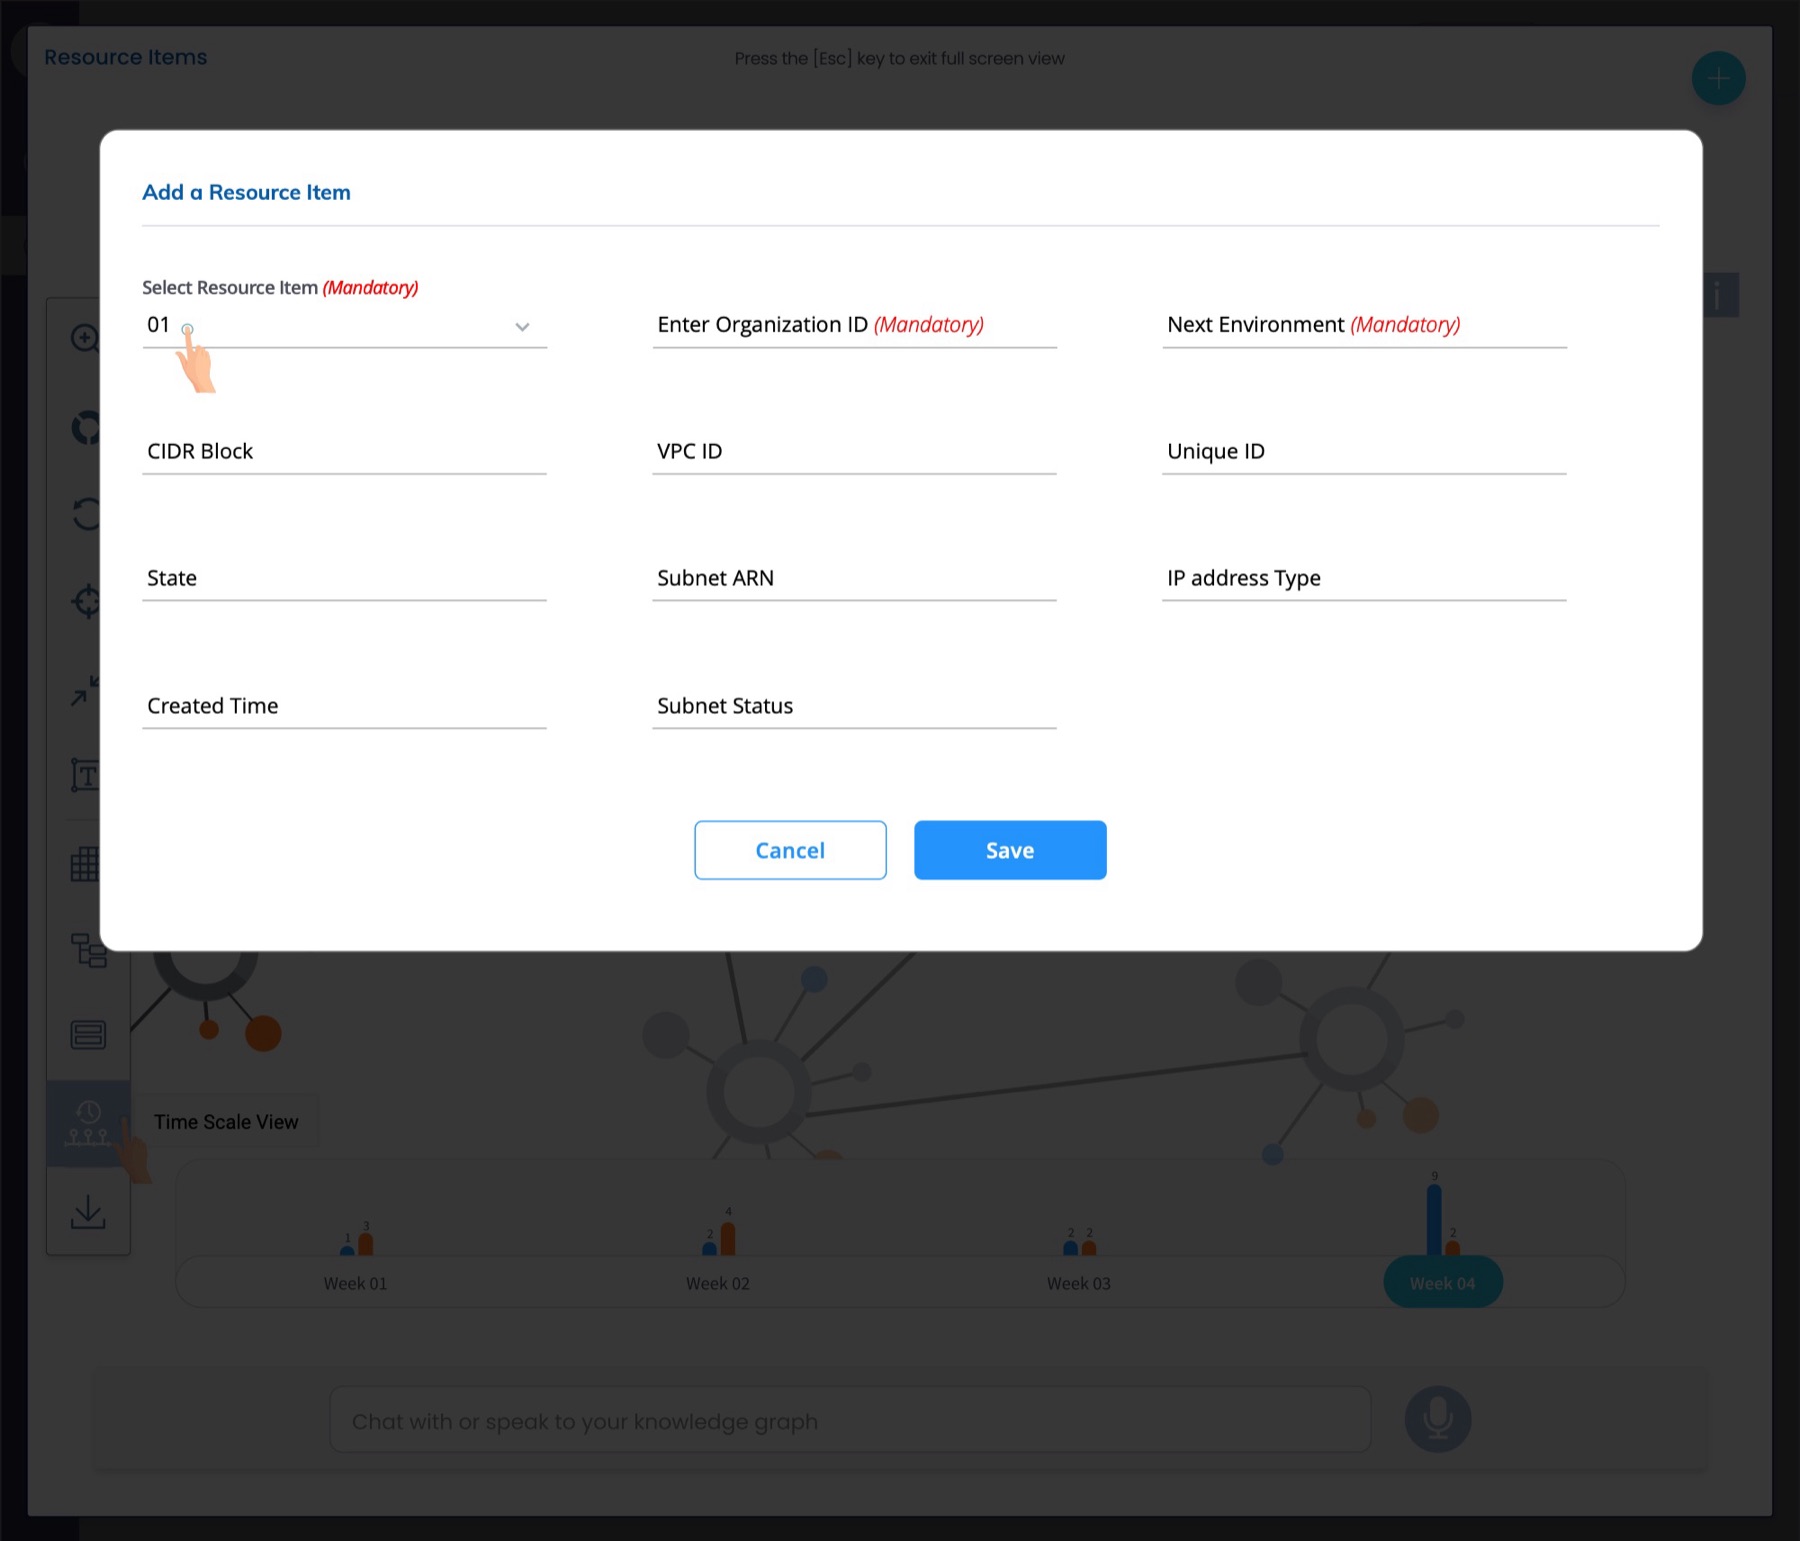 Resource Items
Press the [Esc] key to exit full screen view
Add a Resource Item
Select Resource Item (Mandatory)
01
Enter Organization ID (Mandatory)
Next Environment (Mandatory)
CIDR Block
VPC ID
Unique ID
State
Subnet ARN
IP address Type
Created Time
Subnet Status
Cancel
Save
Time Scale View
1 3
2 4
2 2
9 2
Week 01
Week 02
Week 03
Week 04
Chat with or speak to your knowledge graph